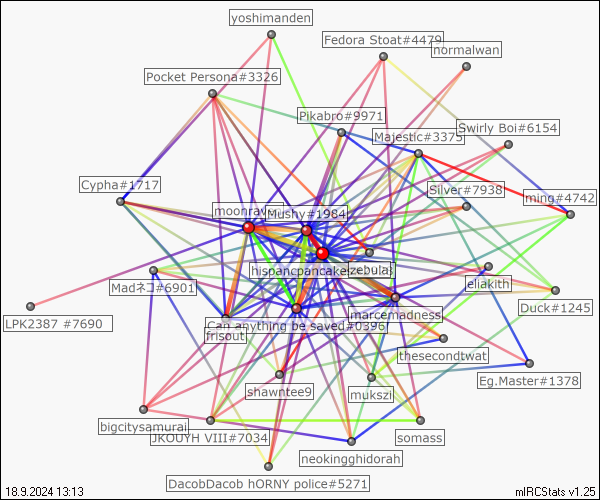 yoshimanden
Fedora Stoat#4479
normalwan
Pocket Persona#3326
Pikabro#9971
Majestic#3375
Swirly Boi#6154
Cypha#1717
Silver#7938
ming#4742
moonrav
Mushy#1984
hispancpancake
zebulas
Madネコ#6901
eliakith
Duck#1245
LPK2387 #7690
Can anything be saved#0396
marcemadness
frisout
thesecondtwat
shawntee9
mukszi
Eg.Master#1378
bigcitysamurai
JKOUYH VIII#7034
somass
neokingghidorah
DacobDacob hORNY police#5271
18.9.2024 13:13
mIRCStats v1.25